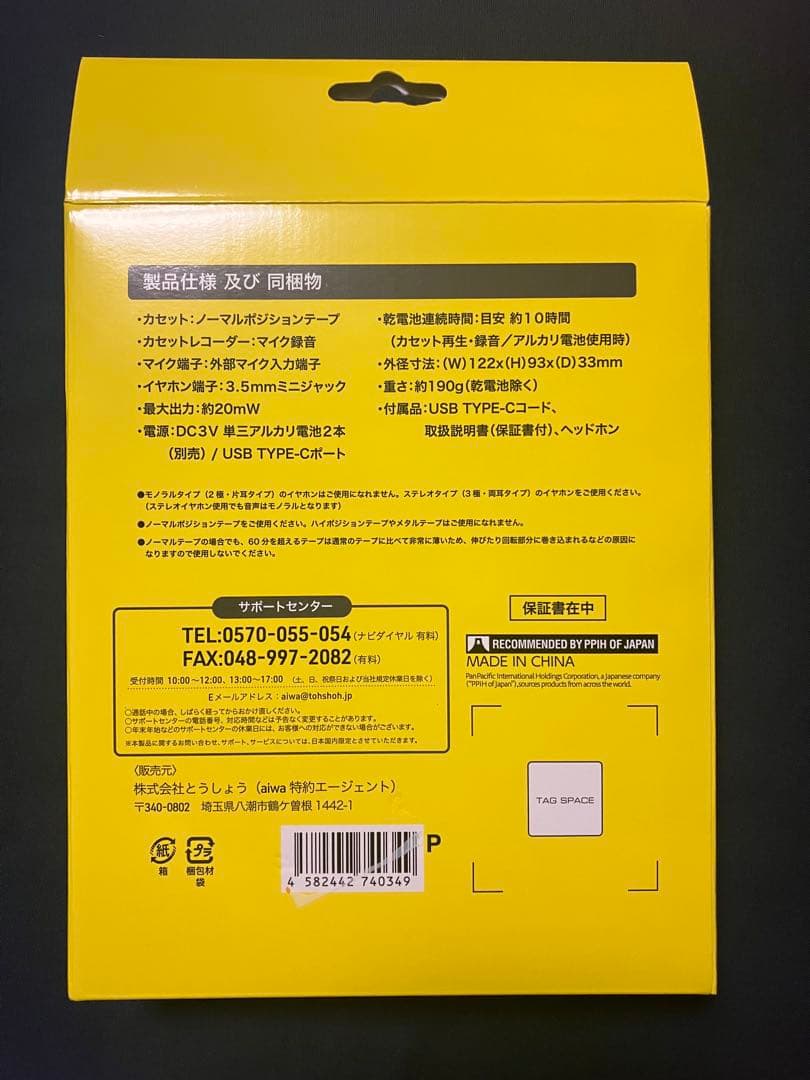 製品仕様 及び 同梱物
・カセット：ノーマルポジションテープ
・カセットレコーダー：マイク録音
・マイク端子：外部マイク入力端子
・イヤホン端子：3.5mmミニジャック
・最大出力：約20mW
・電源：DC3V 単三アルカリ電池2本
（別売）/ USB TYPE-Cポート
・乾電池連続時間：目安 約10時間
（カセット再生・録音／アルカリ電池使用時）
・外径寸法：(W)122x(H)93x(D)33mm
・重さ：約190g(乾電池除く)
・付属品：USB TYPE-Cコード、
取扱説明書（保証書付）、ヘッドホン
●モノラルタイプ（2極・片耳タイプ）のイヤホンはご使用になれません。ステレオタイプ（3極・両耳タイプ）のイヤホンをご使用ください。
（ステレオイヤホン使用でも音声はモノラルとなります）
●ノーマルポジションテープをご使用ください。ハイポジションテープやメタルテープはご使用になれません。
●ノーマルテープの場合でも、60分を超えるテープは通常のテープに比べて非常に薄いため、伸びたり回転部分に巻き込まれるなどの原因に
なりますので使用しないでください。
サポートセンター
TEL:0570-055-054（ナビダイヤル 有料）
FAX:048-997-2082（有料）
受付時間 10:00〜12:00、13:00〜17:00 （土、日、祝祭日および当社規定休業日を除く）
Eメールアドレス：aiwa@tohshoh.jp
○通話中の場合、しばらく経ってからおかけ直しください。
○サポートセンターの電話番号、対応時間などは予告なく変更することがあります。
○年末年始などのサポートセンターの休業日には、お客様への対応ができない場合がございます。
※本製品に関するお問い合わせ、サポート、サービスについては、日本国内限定とさせていただきます。
保証書在中
RECOMMENDED BY PPIH OF JAPAN
MADE IN CHINA
Pan Pacific International Holdings Corporation, a Japanese company
("PPIH of Japan"),sources products from across the world.
TAG SPACE
〈販売元〉
株式会社とうしょう（aiwa 特約エージェント）
〒340-0802 埼玉県八潮市鶴ケ曽根 1442-1
紙
箱
プラ
梱包材
袋
P
4 582442 740349